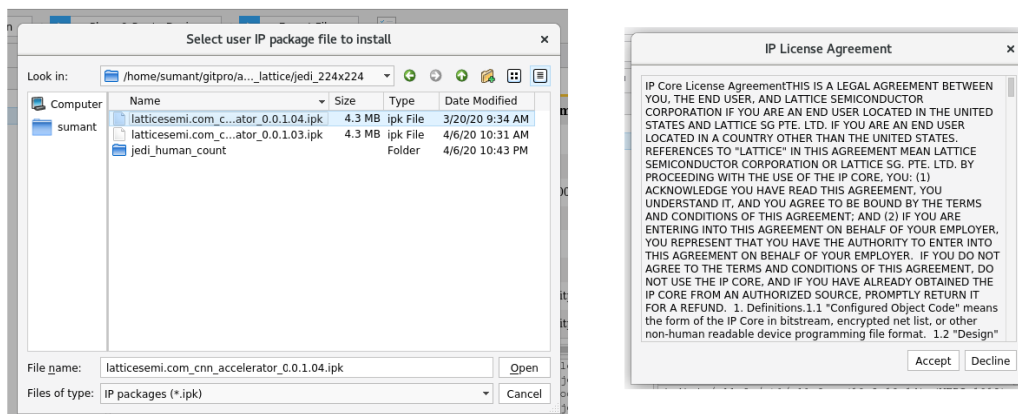 Select user IP package file to install
Look in:
/home/sumant/gitpro/a..._lattice/jedi_224x224
Computer
sumant
Name Size Type Date Modified
latticesemi.com_c...ator_0.0.1.04.ipk 4.3 MB ipk File 3/20/20 9:34 AM
latticesemi.com_c...ator_0.0.1.03.ipk 4.3 MB ipk File 4/6/20 10:31 AM
jedi_human_count Folder 4/6/20 10:43 PM
File name: latticesemi.com_cnn_accelerator_0.0.1.04.ipk Open
Files of type: IP packages (*.ipk) Cancel
IP License Agreement
IP Core License AgreementTHIS IS A LEGAL AGREEMENT BETWEEN
YOU, THE END USER, AND LATTICE SEMICONDUCTOR
CORPORATION IF YOU ARE AN END USER LOCATED IN THE UNITED
STATES AND LATTICE SG PTE. LTD. IF YOU ARE AN END USER
LOCATED IN A COUNTRY OTHER THAN THE UNITED STATES.
REFERENCES TO "LATTICE" IN THIS AGREEMENT MEAN LATTICE
SEMICONDUCTOR CORPORATION OR LATTICE SG. PTE. LTD. BY
PROCEEDING WITH THE USE OF THE IP CORE, YOU: (1)
ACKNOWLEDGE YOU HAVE READ THIS AGREEMENT, YOU
UNDERSTAND IT, AND YOU AGREE TO BE BOUND BY THE TERMS
AND CONDITIONS OF THIS AGREEMENT; AND (2) IF YOU ARE
ENTERING INTO THIS AGREEMENT ON BEHALF OF YOUR EMPLOYER,
YOU REPRESENT THAT YOU HAVE THE AUTHORITY TO ENTER INTO
THIS AGREEMENT ON BEHALF OF YOUR EMPLOYER. IF YOU DO NOT
AGREE TO THE TERMS AND CONDITIONS OF THIS AGREEMENT, DO
NOT USE THE IP CORE, AND IF YOU HAVE ALREADY OBTAINED THE
IP CORE FROM AN AUTHORIZED SOURCE, PROMPTLY RETURN IT
FOR A REFUND. 1. Definitions.1.1 "Configured Object Code" means
the form of the IP Core in bitstream, encrypted net list, or other
non-human readable device programming file format. 1.2 "Design"
Accept Decline